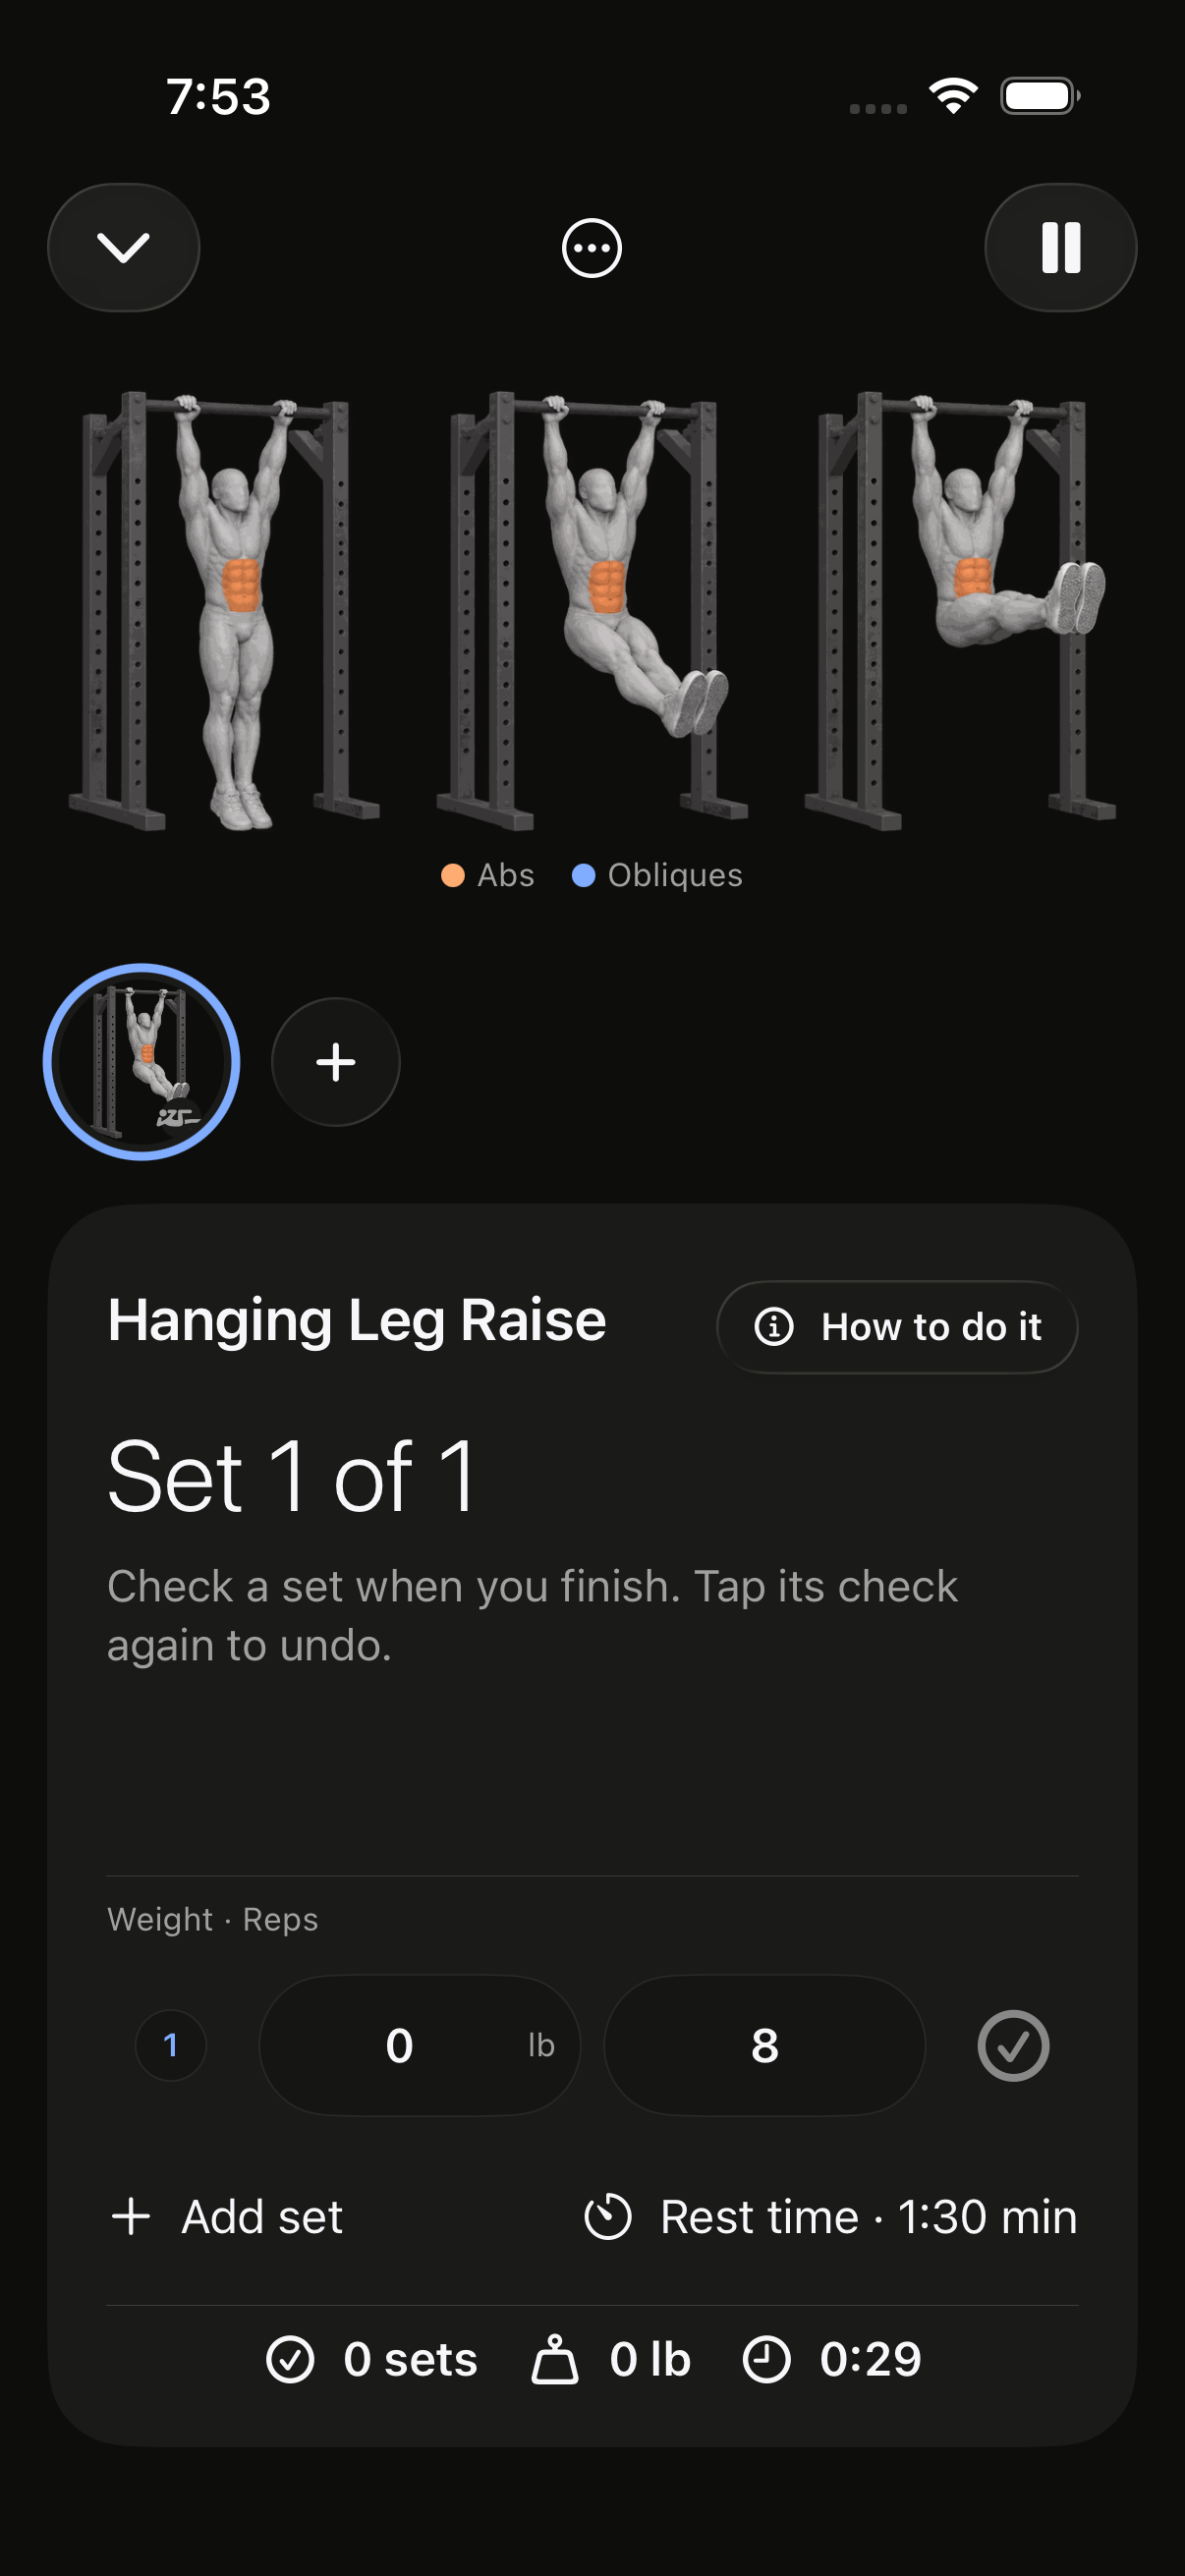 7:53
Abs Obliques
Hanging Leg Raise
How to do it
Set 1 of 1
Check a set when you finish. Tap its check
again to undo.
Weight · Reps
1 0 lb 8
Add set Rest time · 1:30 min
0 sets 0 lb 0:29